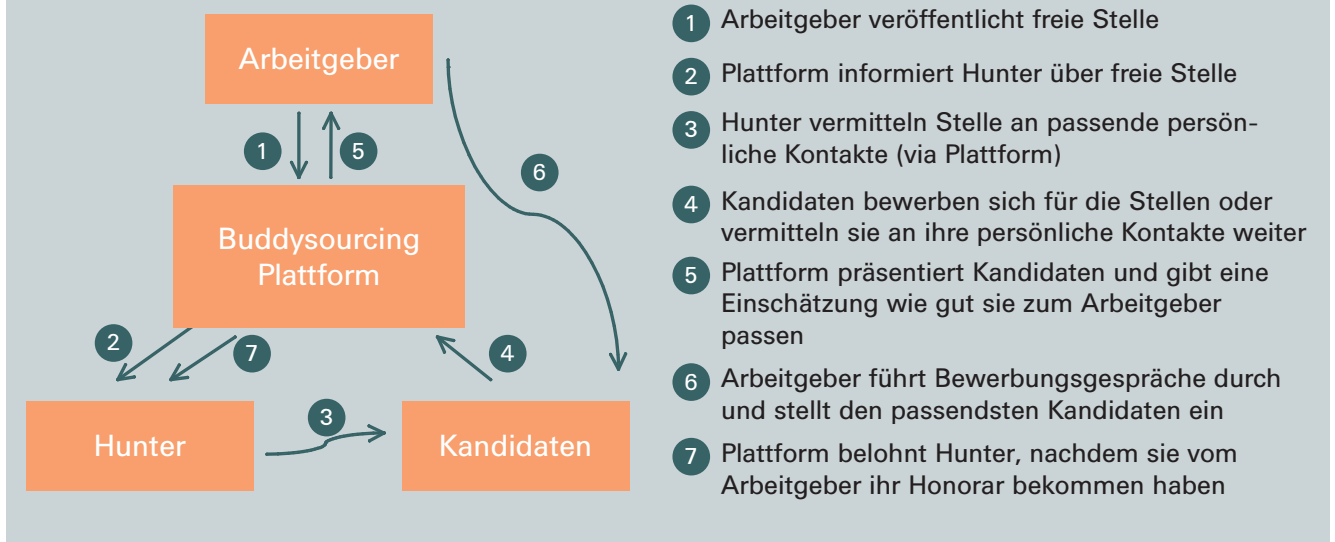 Arbeitgeber
1
5
6
Buddysourcing
Plattform
2
7
4
3
Hunter
Kandidaten
1 Arbeitgeber veröffentlicht freie Stelle
2 Plattform informiert Hunter über freie Stelle
3 Hunter vermitteln Stelle an passende persön-
liche Kontakte (via Plattform)
4 Kandidaten bewerben sich für die Stellen oder
vermitteln sie an ihre persönliche Kontakte weiter
5 Plattform präsentiert Kandidaten und gibt eine
Einschätzung wie gut sie zum Arbeitgeber
passen
6 Arbeitgeber führt Bewerbungsgespräche durch
und stellt den passendsten Kandidaten ein
7 Plattform belohnt Hunter, nachdem sie vom
Arbeitgeber ihr Honorar bekommen haben